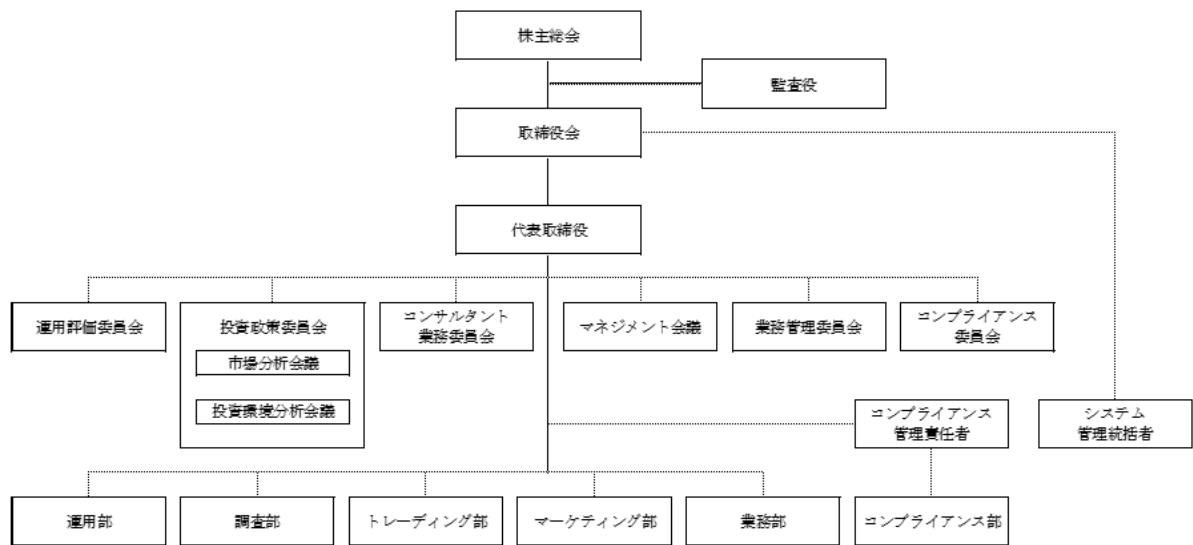 株主総会
監査役
取締役会
代表取締役
運用評価委員会
投資政策委員会
市場分析会議
投資環境分析会議
コンサルタント
業務委員会
マネジメント会議
業務管理委員会
コンプライアンス
委員会
コンプライアンス
管理責任者
システム
管理統括者
運用部
調査部
トレーディング部
マーケティング部
業務部
コンプライアンス部